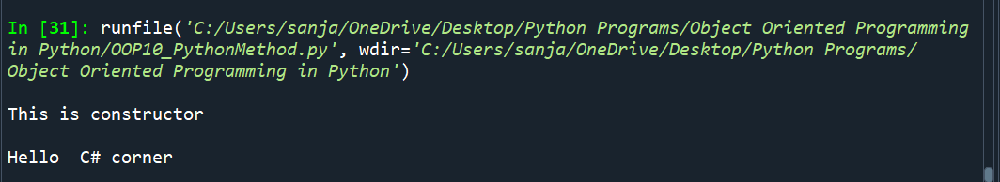 In [31]: runfile('C:/Users/sanja/OneDrive/Desktop/Python Programs/Object Oriented Programming
in Python/OOP10_PythonMethod.py', wdir='C:/Users/sanja/OneDrive/Desktop/Python Programs/
Object Oriented Programming in Python')
This is constructor
Hello  C# corner